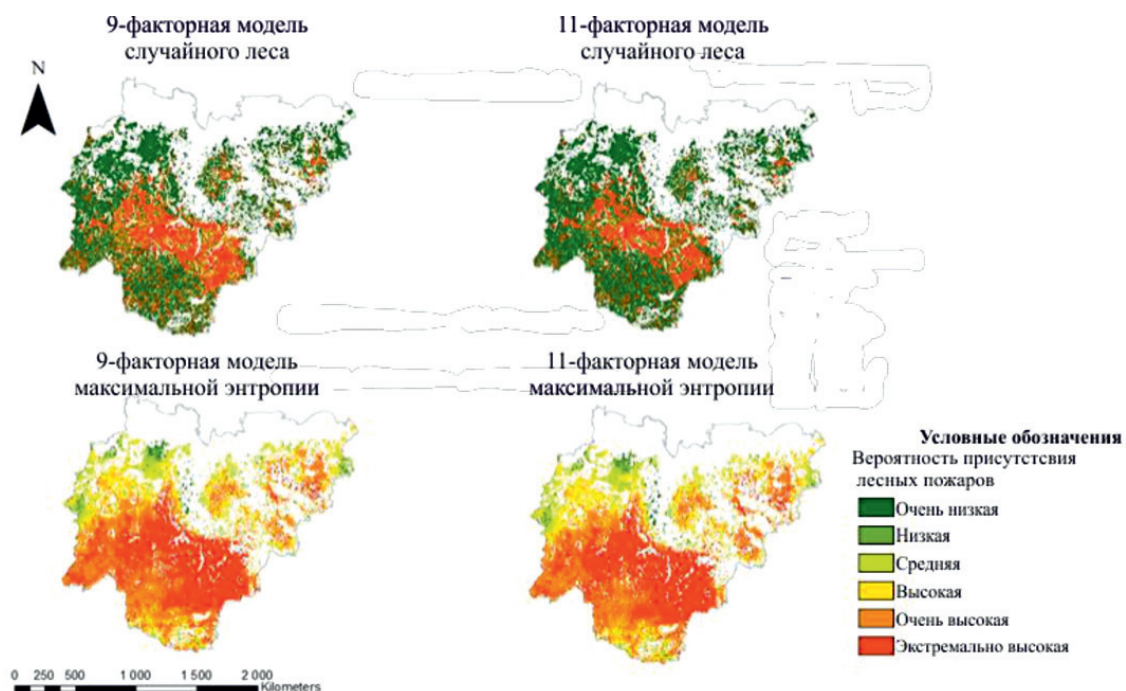 9-факторная модель
случайного леса
11-факторная модель
случайного леса
N
9-факторная модель
максимальной энтропии
11-факторная модель
максимальной энтропии
Условные обозначения
Вероятность присутствия
лесных пожаров
Очень низкая
Низкая
Средняя
Высокая
Очень высокая
Экстремально высокая
0 250 500 1 000 1 500 2 000
Kilometers